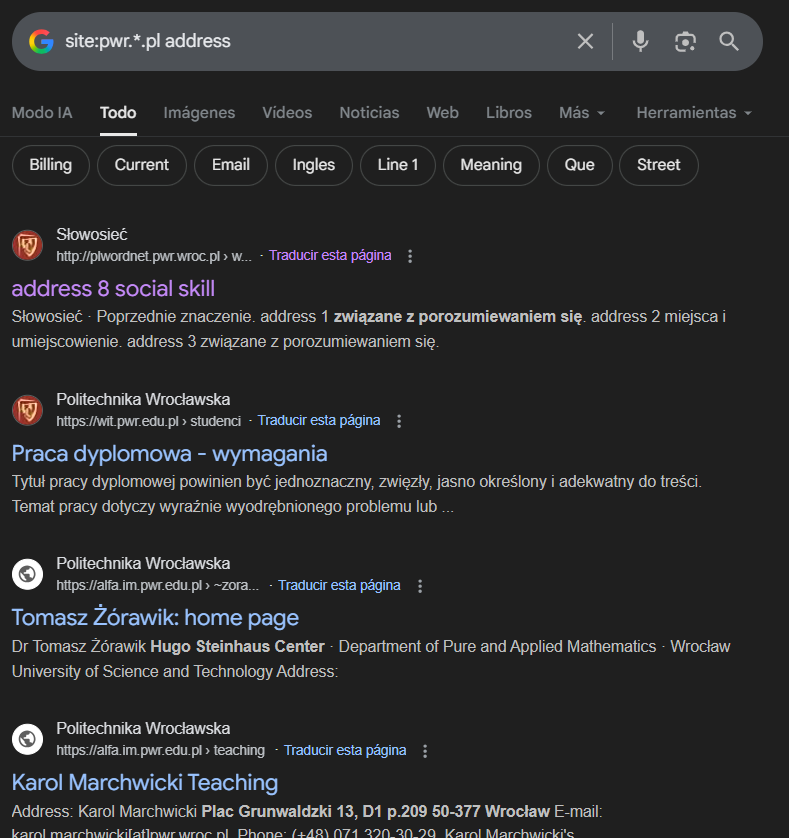 site:pwr.*.pl address
Modo IA Todo Imágenes Vídeos Noticias Web Libros Más Herramientas
Billing Current Email Ingles Line 1 Meaning Que Street
Słowosieć
http://plwordnet.pwr.wroc.pl › w... · Traducir esta página
address 8 social skill
Słowosieć · Poprzednie znaczenie. address 1 związane z porozumiewaniem się. address 2 miejsca i
umiejscowienie. address 3 związane z porozumiewaniem się.
Politechnika Wrocławska
https://wit.pwr.edu.pl › studenci · Traducir esta página
Praca dyplomowa - wymagania
Tytuł pracy dyplomowej powinien być jednoznaczny, zwięzły, jasno określony i adekwatny do treści.
Temat pracy dotyczy wyraźnie wyodrębnionego problemu lub ...
Politechnika Wrocławska
https://alfa.im.pwr.edu.pl › ~zora... · Traducir esta página
Tomasz Żórawik: home page
Dr Tomasz Żórawik Hugo Steinhaus Center · Department of Pure and Applied Mathematics · Wrocław
University of Science and Technology Address:
Politechnika Wrocławska
https://alfa.im.pwr.edu.pl › teaching · Traducir esta página
Karol Marchwicki Teaching
Address: Karol Marchwicki Plac Grunwaldzki 13, D1 p.209 50-377 Wrocław E-mail:
karol.marchwicki[at]pwr.wroc.pl. Phone: (+48) 071 320-30-29. Karol Marchwicki's